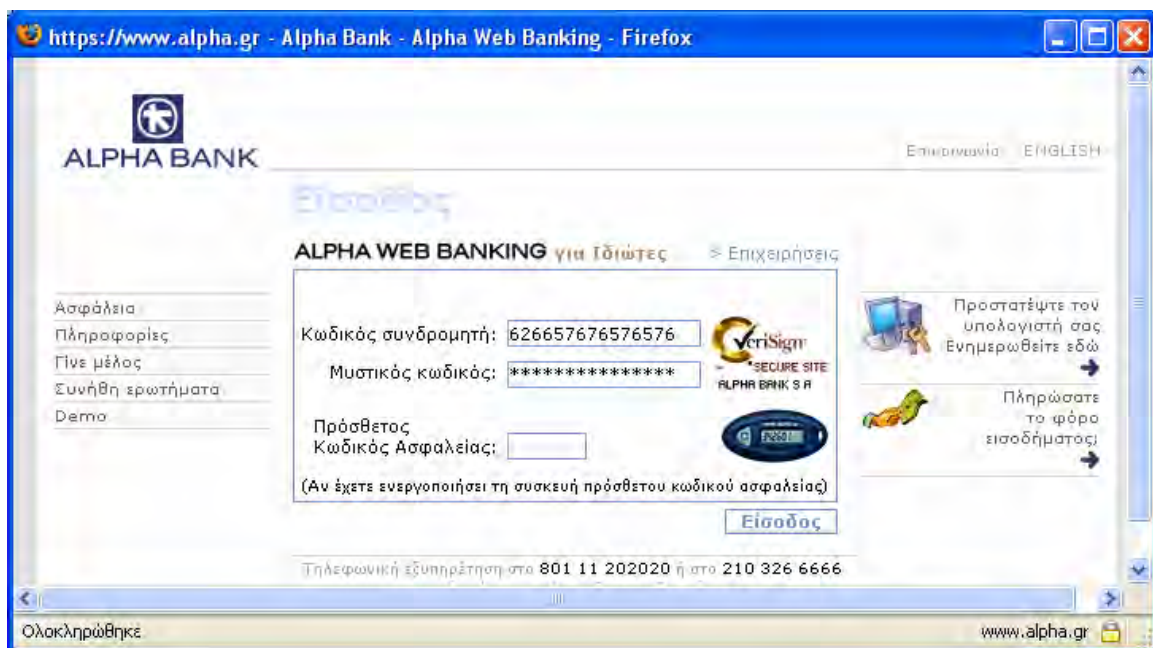 https://www.alpha.gr - Alpha Bank - Alpha Web Banking - Firefox
ALPHA BANK
Επικοινωνία ENGLISH
Είσοδος
ALPHA WEB BANKING για Ιδιώτες > Επιχειρήσεις
Ασφάλεια
Πληροφορίες
Γίνε μέλος
Συνήθη ερωτήματα
Demo
Κωδικός συνδρομητή: 626657676576576
Μυστικός κωδικός: ***************
Πρόσθετος
Κωδικός Ασφαλείας:
(Αν έχετε ενεργοποιήσει τη συσκευή πρόσθετου κωδικού ασφαλείας)
VeriSign
SECURE SITE
ALPHA BANK S A
Είσοδος
Προστατέψτε τον
υπολογιστή σας
Ενημερωθείτε εδώ
Πληρώσατε
το φόρο
εισοδήματος;
Τηλεφωνική εξυπηρέτηση στο 801 11 202020 ή στο 210 326 6666
Ολοκληρώθηκε www.alpha.gr